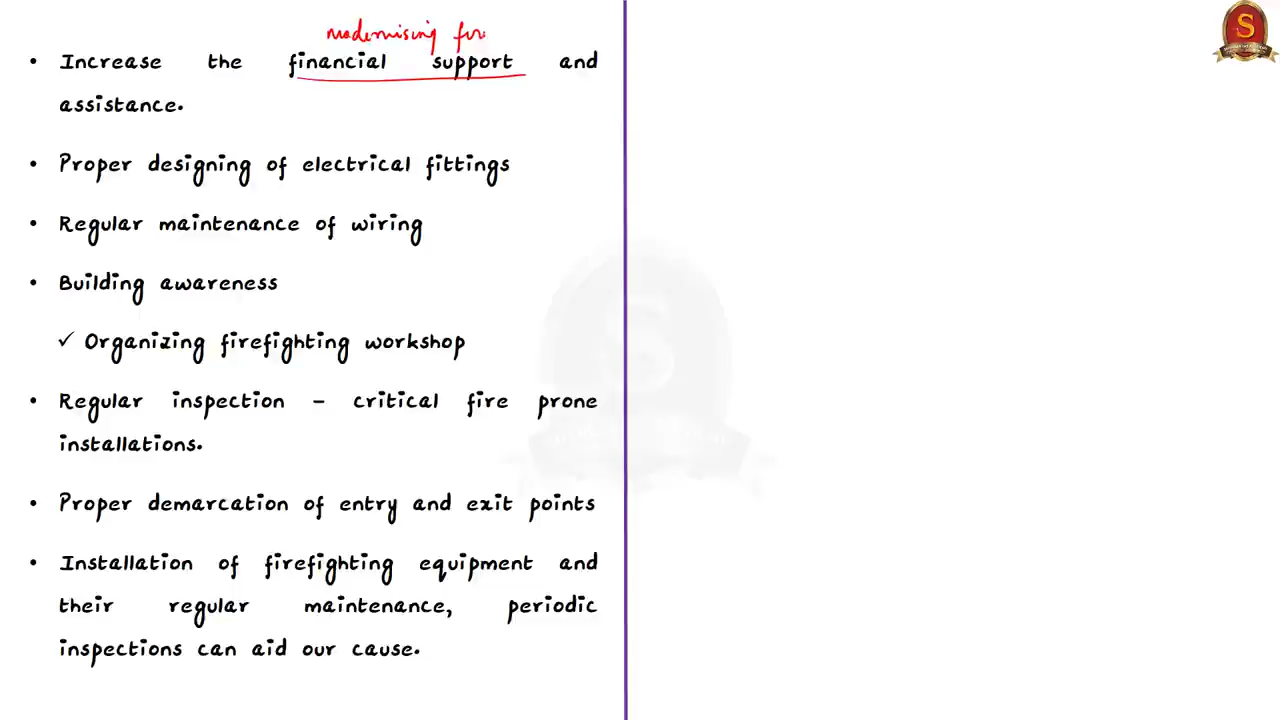 modernising for
• Increase the financial support and
assistance.
• Proper designing of electrical fittings
• Regular maintenance of wiring
• Building awareness
✓ Organizing firefighting workshop
• Regular inspection – critical fire prone
installations.
• Proper demarcation of entry and exit points
• Installation of firefighting equipment and
their regular maintenance, periodic
inspections can aid our cause.
S